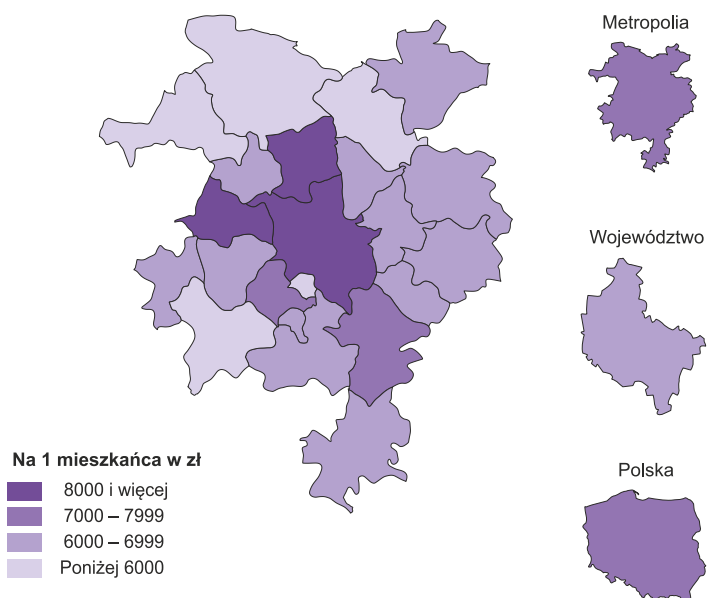 Metropolia
Województwo
Polska
Na 1 mieszkańca w zł
8000 i więcej
7000 – 7999
6000 – 6999
Poniżej 6000